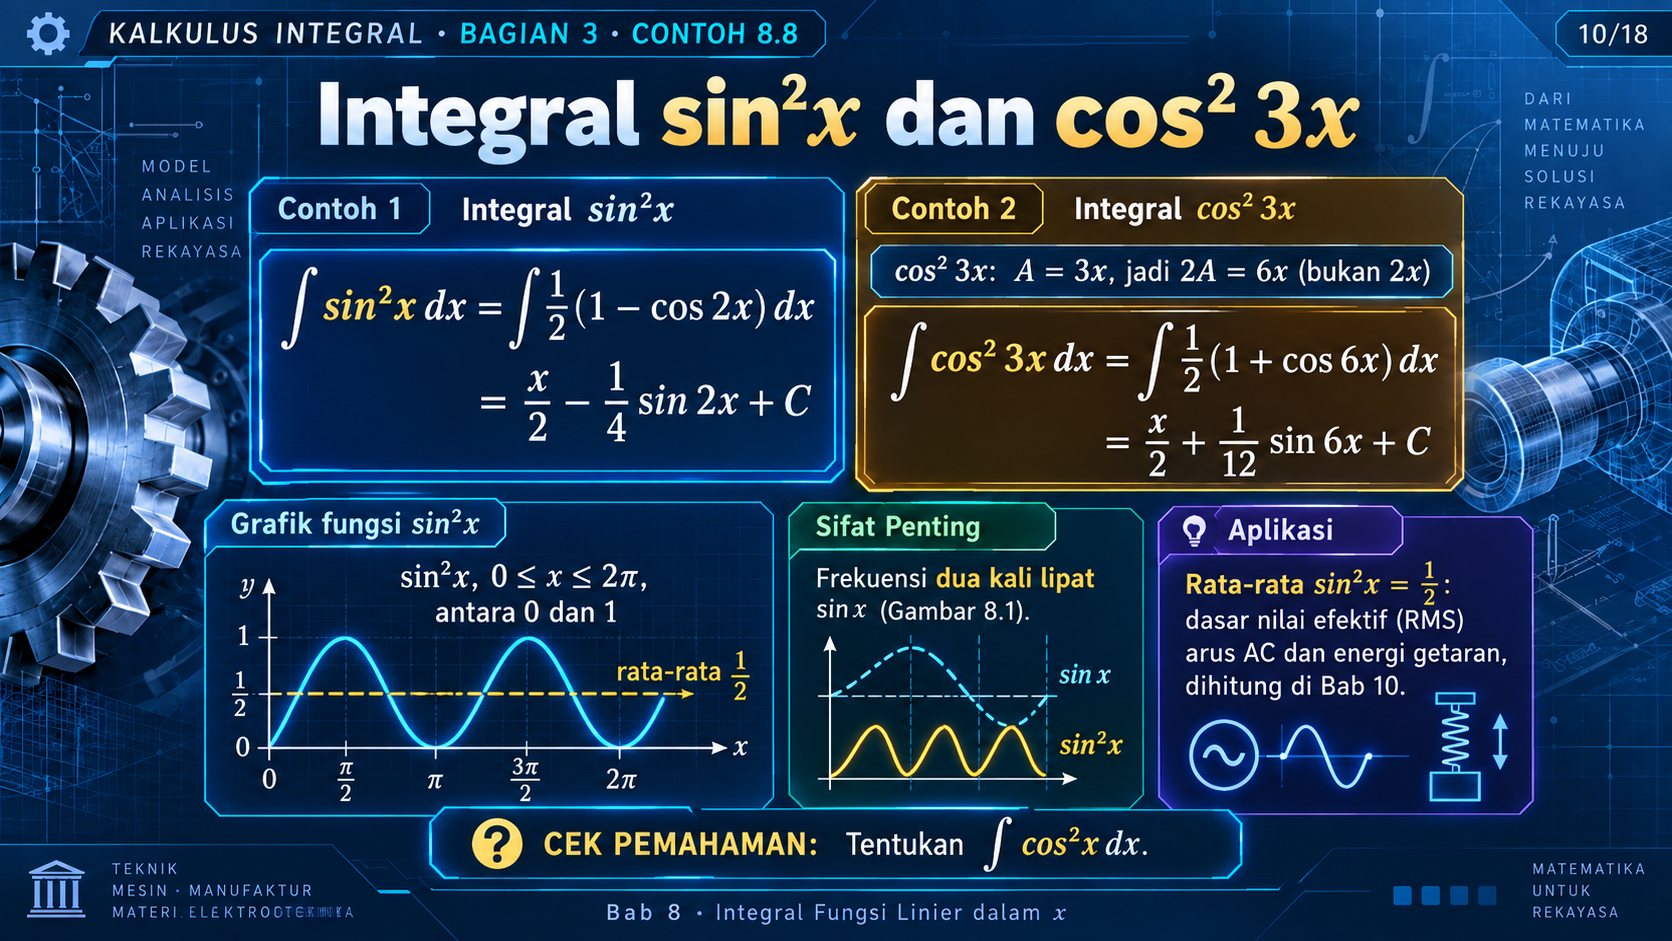 KALKULUS INTEGRAL • BAGIAN 3 • CONTOH 8.8
10/18
Integral sin²x dan cos² 3x
MODEL
ANALISIS
APLIKASI
REKAYASA
DARI
MATEMATIKA
MENUJU
SOLUSI
REKAYASA
Contoh 1
Integral sin²x
∫ sin²x dx = ∫ 1/2 (1 − cos 2x) dx
= x/2 − 1/4 sin 2x + C
Contoh 2
Integral cos² 3x
cos² 3x: A = 3x, jadi 2A = 6x (bukan 2x)
∫ cos² 3x dx = ∫ 1/2 (1 + cos 6x) dx
= x/2 + 1/12 sin 6x + C
Grafik fungsi sin²x
sin²x, 0 ≤ x ≤ 2π,
antara 0 dan 1
y
1
rata-rata 1/2
1/2
0
x
0 π/2 π 3π/2 2π
Sifat Penting
Frekuensi dua kali lipat
sin x (Gambar 8.1).
sin x
sin²x
Aplikasi
Rata-rata sin²x = 1/2:
dasar nilai efektif (RMS)
arus AC dan energi getaran,
dihitung di Bab 10.
? CEK PEMAHAMAN: Tentukan ∫ cos²x dx.
TEKNIK
MESIN · MANUFAKTUR
MATERI
Bab 8 • Integral Fungsi Linier dalam x
MATEMATIKA
UNTUK
REKAYASA